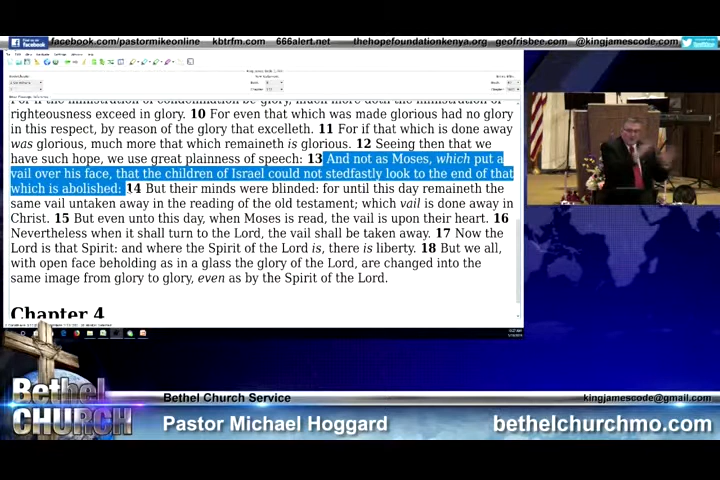 facebook.com/pastormikeonline kbtrfm.com 666alert.net thehopefoundationkenya.org geofrisbee.com @kingjamescode.com
facebook
twitter
righteousness exceed in glory. 10 For even that which was made glorious had no glory
in this respect, by reason of the glory that excelleth. 11 For if that which is done away
was glorious, much more that which remaineth is glorious. 12 Seeing then that we
have such hope, we use great plainness of speech: 13 And not as Moses, which put a
vail over his face, that the children of Israel could not stedfastly look to the end of that
which is abolished: 14 But their minds were blinded: for until this day remaineth the
same vail untaken away in the reading of the old testament; which vail is done away in
Christ. 15 But even unto this day, when Moses is read, the vail is upon their heart. 16
Nevertheless when it shall turn to the Lord, the vail shall be taken away. 17 Now the
Lord is that Spirit: and where the Spirit of the Lord is, there is liberty. 18 But we all,
with open face beholding as in a glass the glory of the Lord, are changed into the
same image from glory to glory, even as by the Spirit of the Lord.
Chapter 4
Bethel
CHURCH
Bethel Church Service
kingjamescode@gmail.com
Pastor Michael Hoggard
bethelchurchmo.com